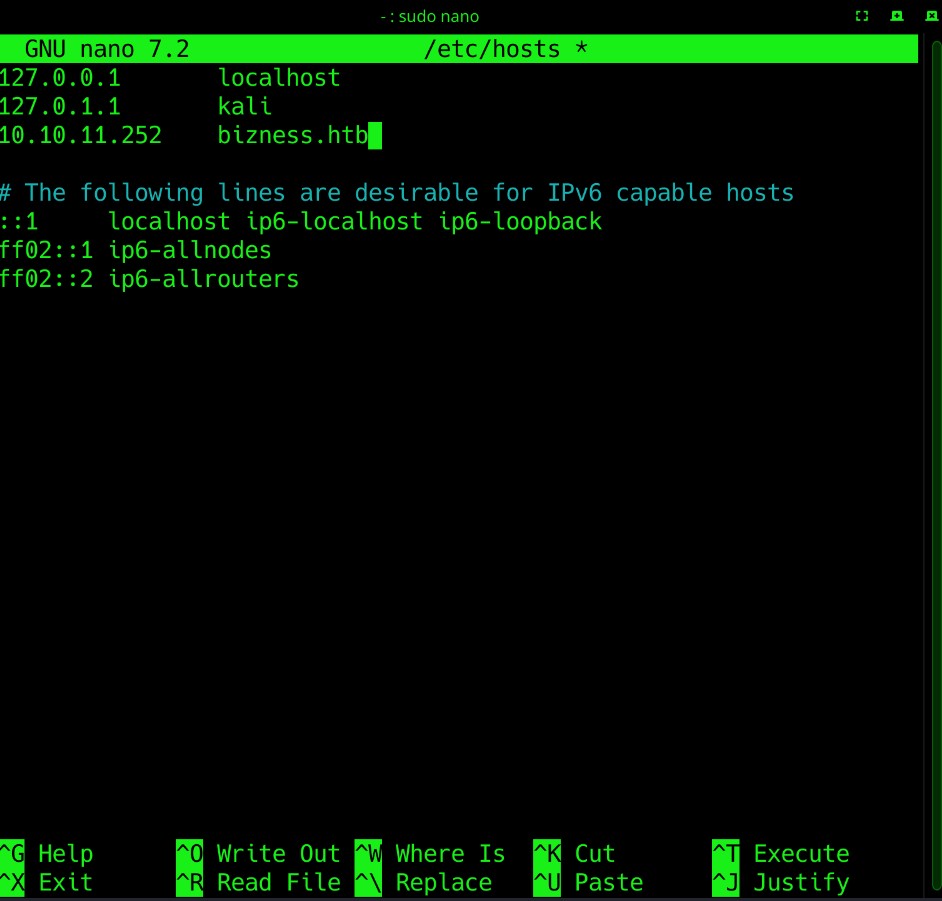 - : sudo nano
GNU nano 7.2 /etc/hosts *
127.0.0.1 localhost
127.0.1.1 kali
10.10.11.252 bizness.htb
# The following lines are desirable for IPv6 capable hosts
::1 localhost ip6-localhost ip6-loopback
ff02::1 ip6-allnodes
ff02::2 ip6-allrouters
^G Help ^O Write Out ^W Where Is ^K Cut ^T Execute
^X Exit ^R Read File ^\ Replace ^U Paste ^J Justify